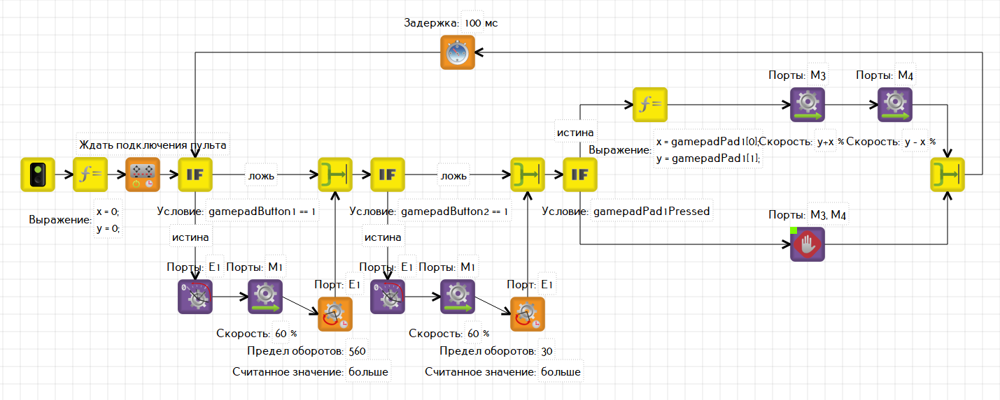 Задержка: 100 мс
Порты: M3
Порты: M4
истина
Выражение:
x = gamepadPad1[0];
y = gamepadPad1[1];
Скорость: y+x %
Скорость: y - x %
Ждать подключения пульта
IF
ложь
IF
ложь
IF
Выражение:
x = 0;
y = 0;
Условие: gamepadButton1 == 1
Условие: gamepadButton2 == 1
Условие: gamepadPad1Pressed
Порты: M3, M4
истина
истина
Порты: E1
Порты: M1
Порт: E1
Порты: E1
Порты: M1
Порт: E1
Скорость: 60 %
Скорость: 60 %
Предел оборотов: 560
Предел оборотов: 30
Считанное значение: больше
Считанное значение: больше